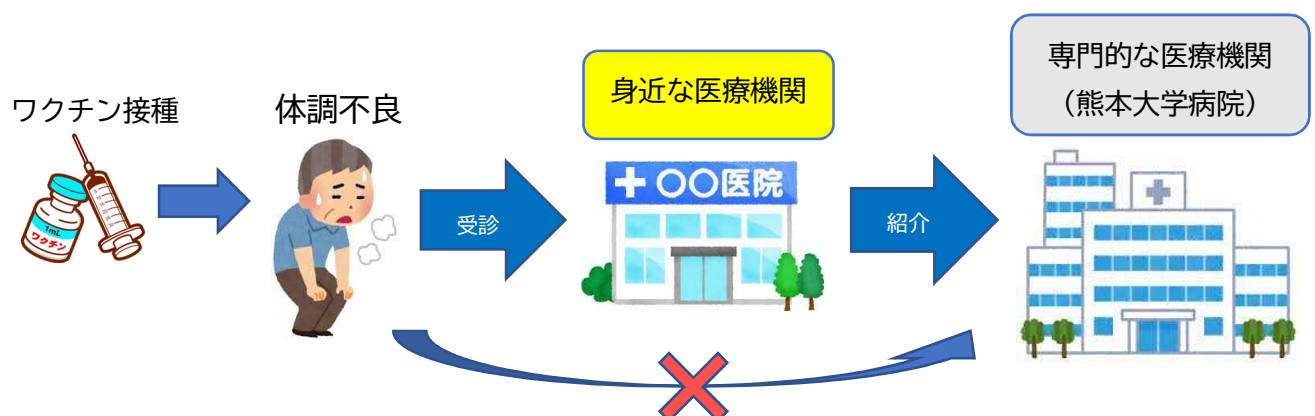 ワクチン接種
体調不良
身近な医療機関
専門的な医療機関
（熊本大学病院）
1mL
ワクチン
受診
〇〇医院
紹介